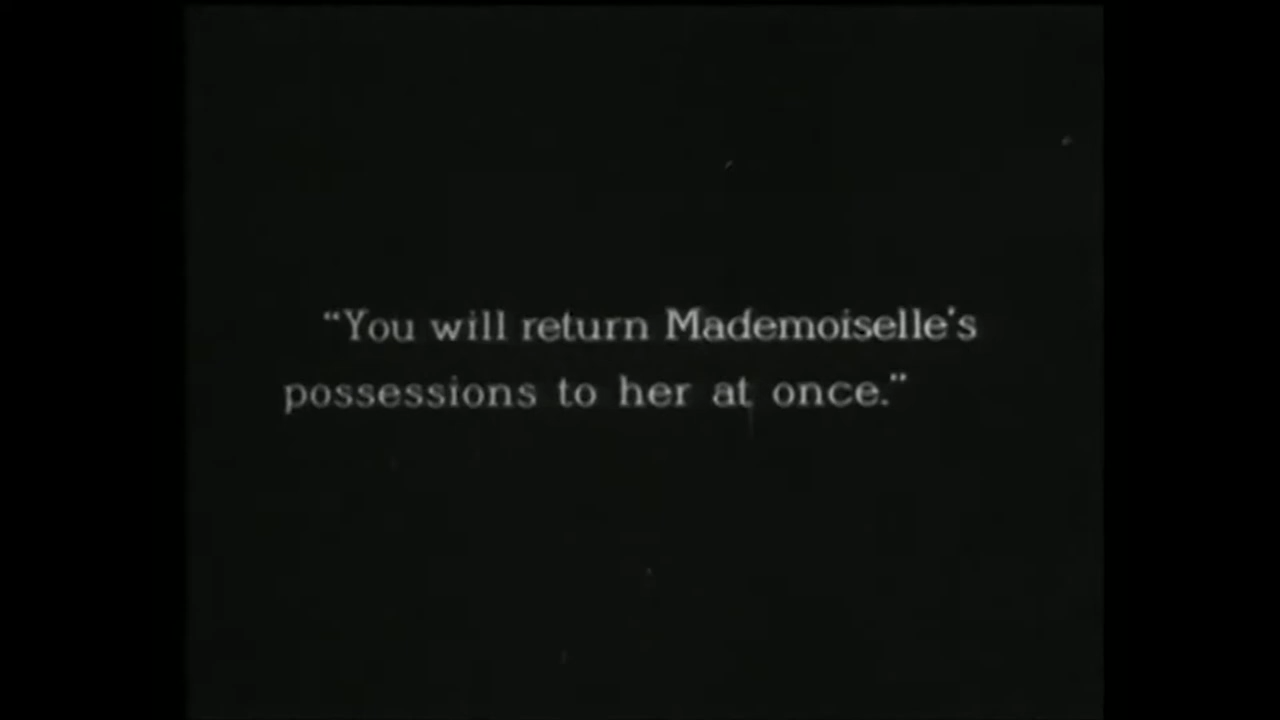 “You will return Mademoiselle's
possessions to her at once.”